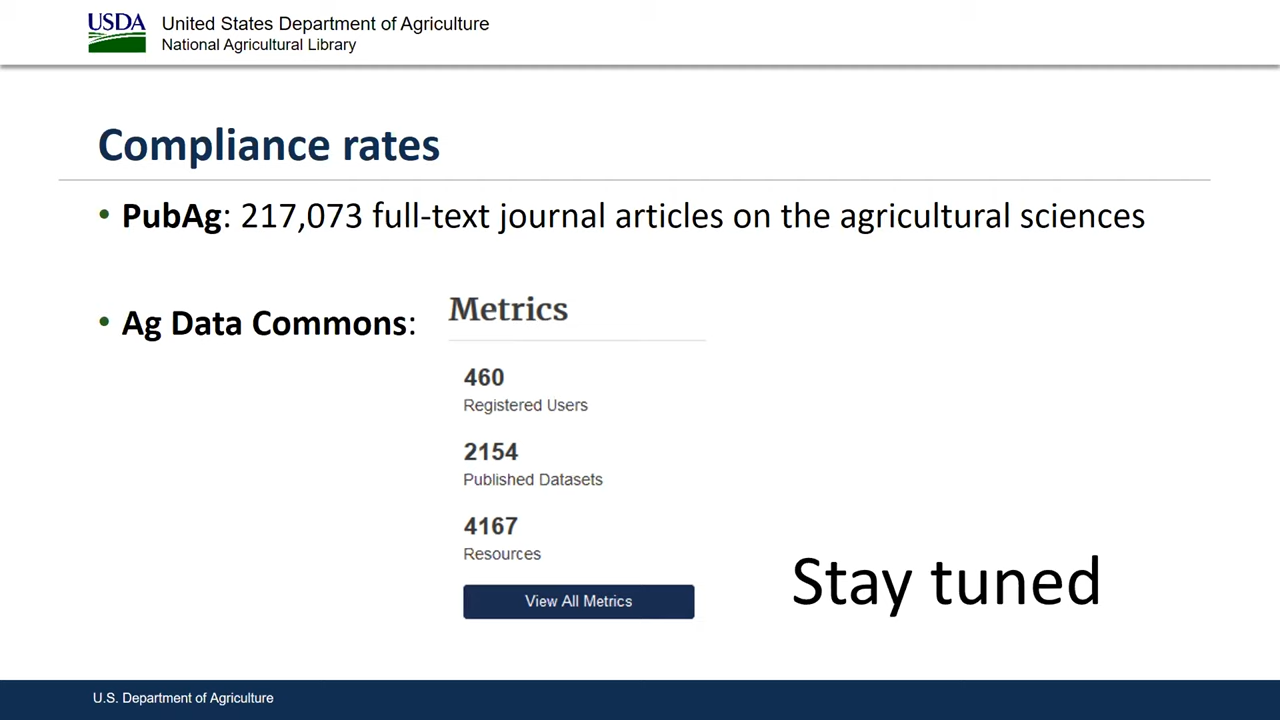 USDA
United States Department of Agriculture
National Agricultural Library
Compliance rates
• PubAg: 217,073 full-text journal articles on the agricultural sciences
• Ag Data Commons:
Metrics
460
Registered Users
2154
Published Datasets
4167
Resources
View All Metrics
Stay tuned
U.S. Department of Agriculture